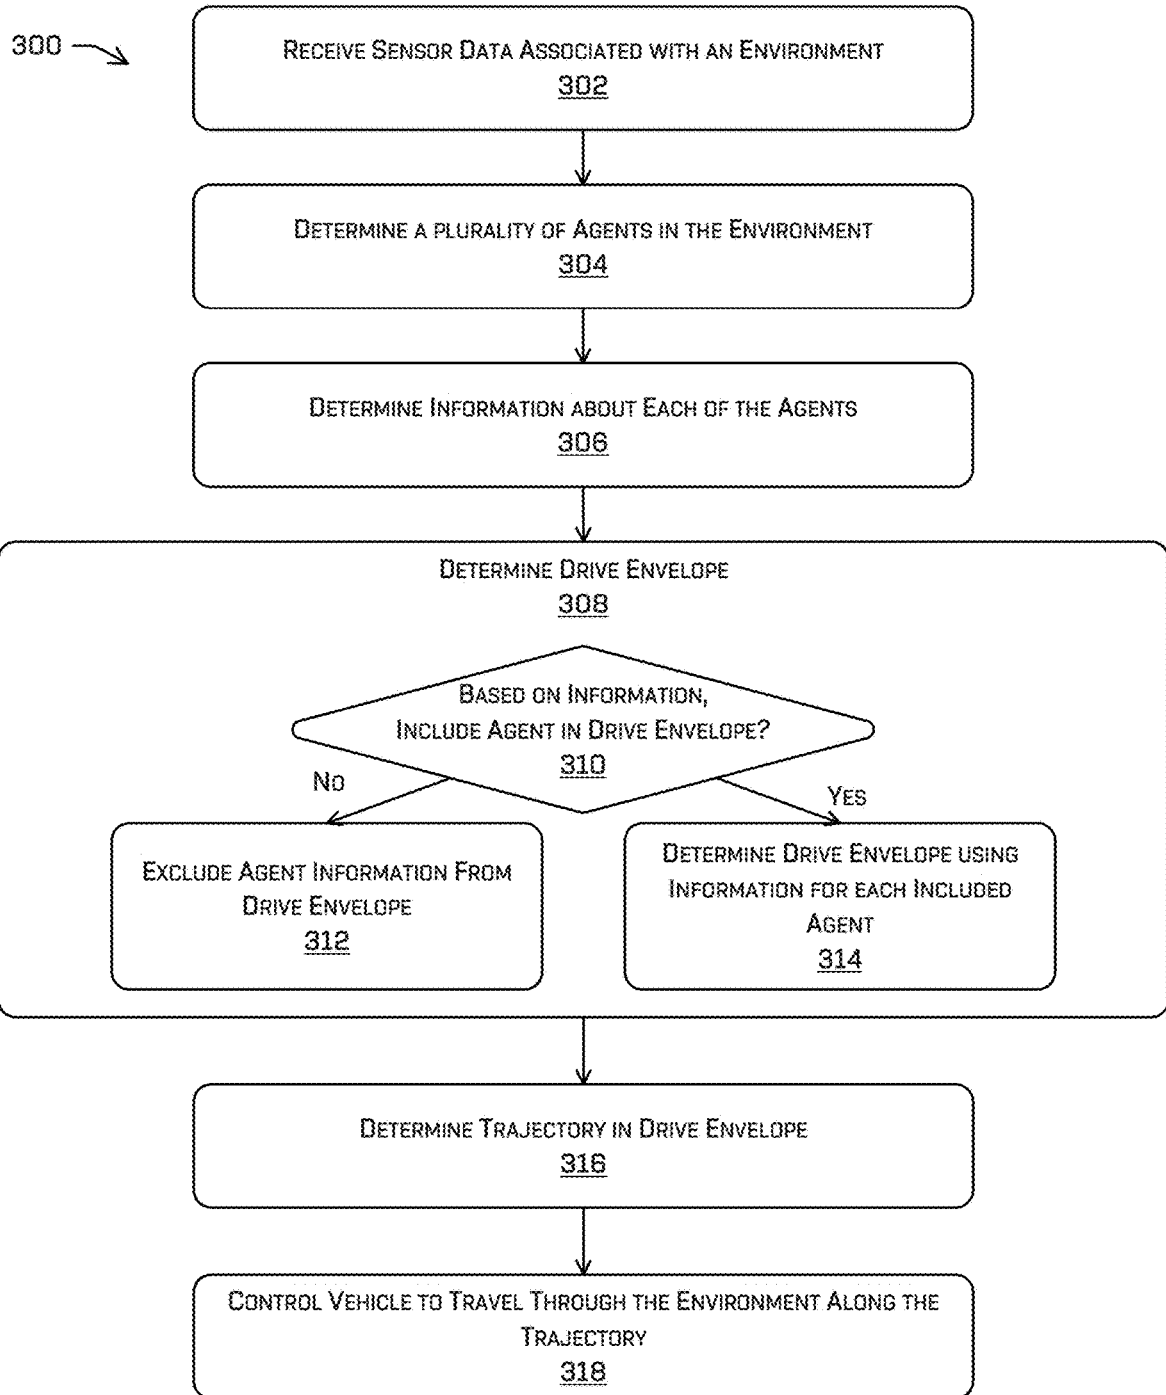 300
Receive Sensor Data Associated with an Environment
302
Determine a plurality of Agents in the Environment
304
Determine Information about Each of the Agents
306
Determine Drive Envelope
308
Based on Information,
Include Agent in Drive Envelope?
310
No
Yes
Exclude Agent Information From
Drive Envelope
312
Determine Drive Envelope using
Information for each Included
Agent
314
Determine Trajectory in Drive Envelope
316
Control Vehicle to Travel Through the Environment Along the
Trajectory
318